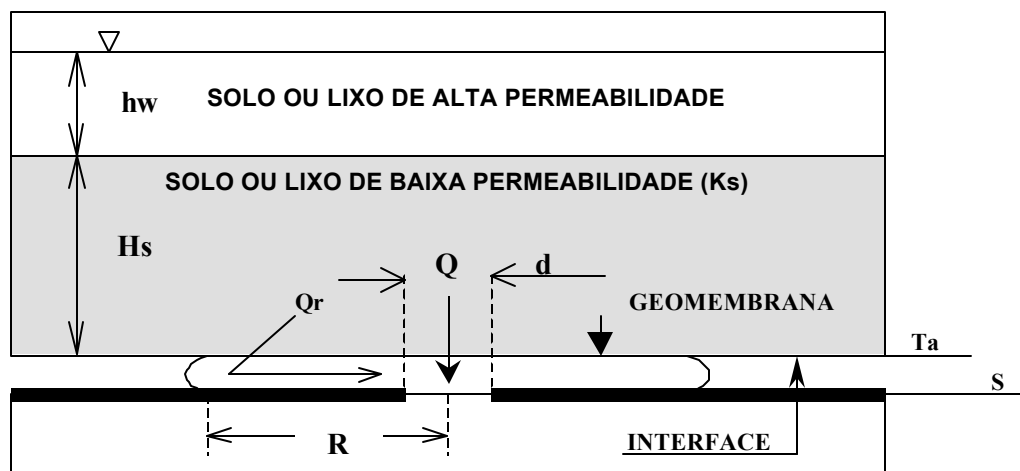 hw
SOLO OU LIXO DE ALTA PERMEABILIDADE
SOLO OU LIXO DE BAIXA PERMEABILIDADE (Ks)
Hs
Q
d
Qr
GEOMEMBRANA
Ta
S
R
INTERFACE